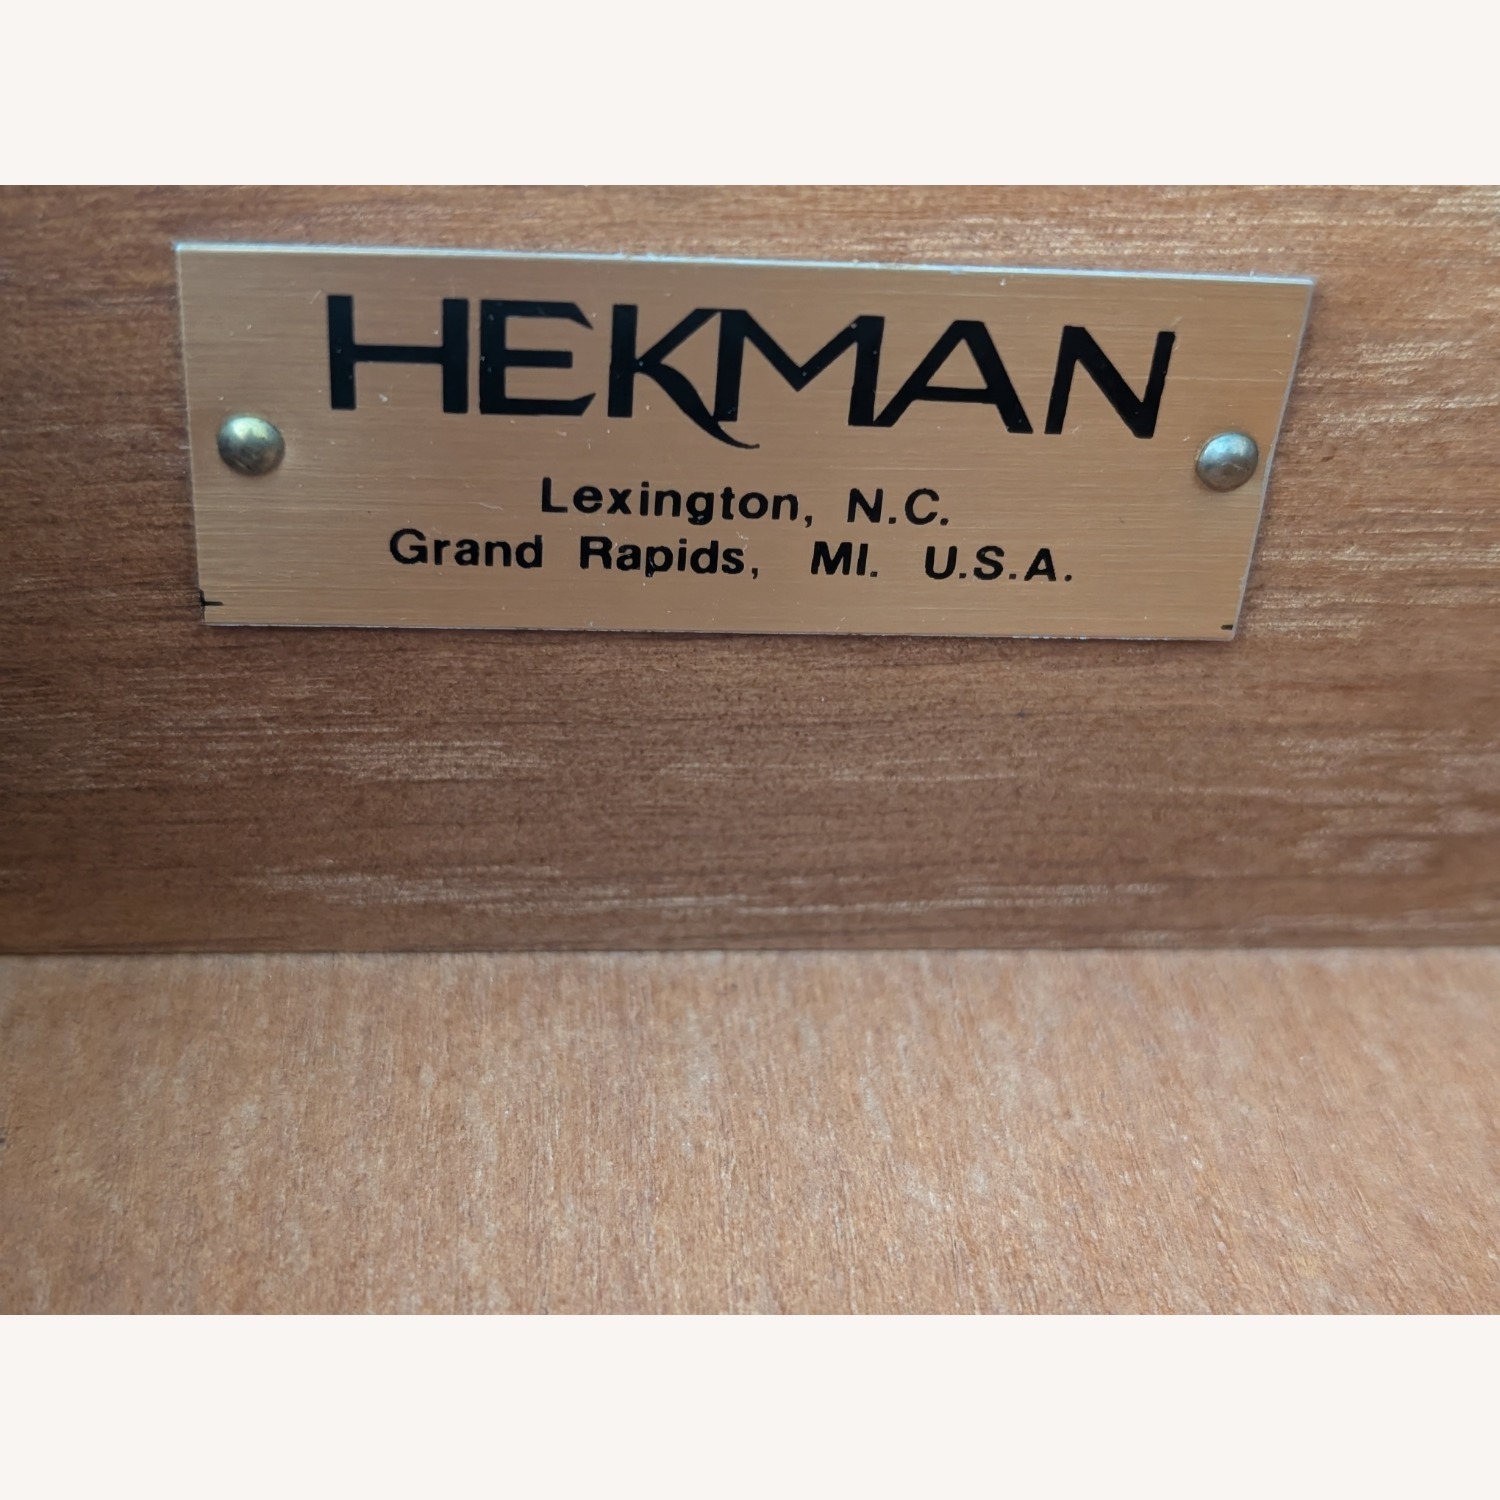 HEKMAN
Lexington, N.C.
Grand Rapids, MI. U.S.A.